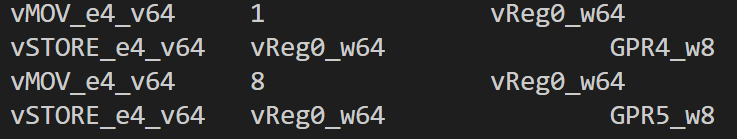 vMOV_e4_v64 1 vReg0_w64
vSTORE_e4_v64 vReg0_w64 GPR4_w8
vMOV_e4_v64 8 vReg0_w64
vSTORE_e4_v64 vReg0_w64 GPR5_w8